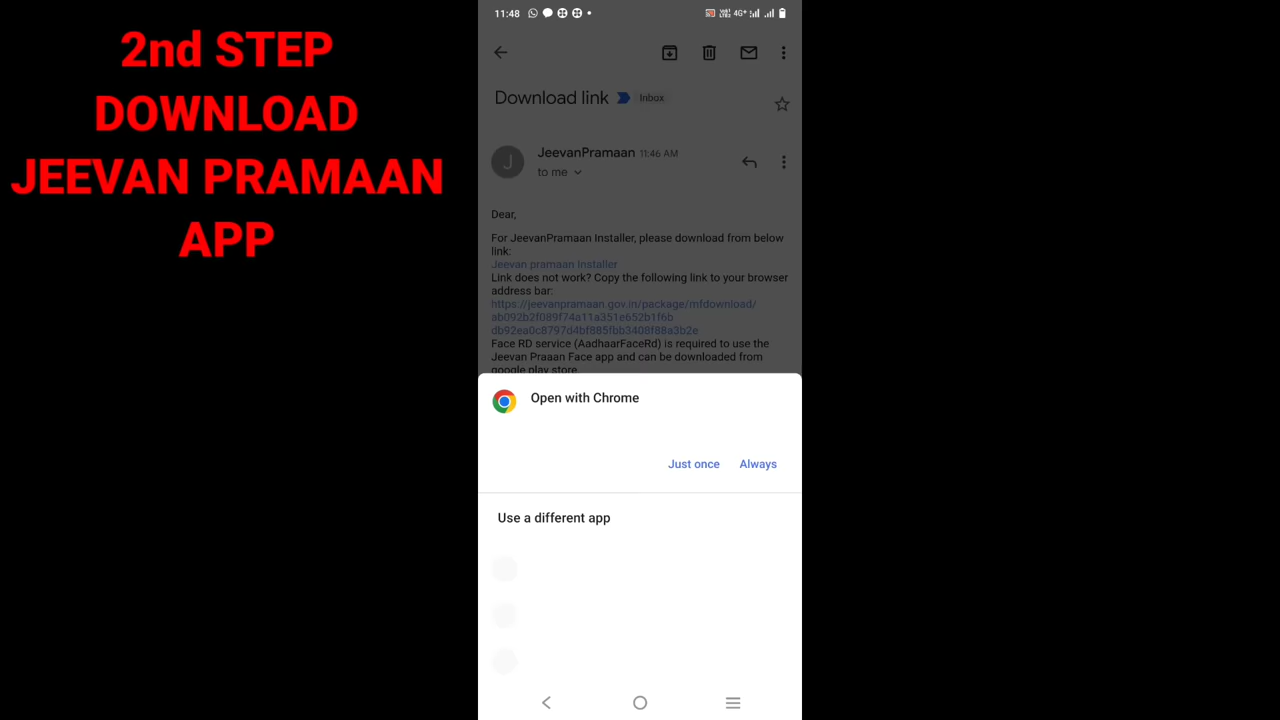 2nd STEP
DOWNLOAD
JEEVAN PRAMAAN
APP
11:48
4G+
Download link
Inbox
J
JeevanPramaan 11:46 AM
to me
Dear,
For JeevanPramaan Installer, please download from below
link:
Jeevan pramaan Installer
Link does not work? Copy the following link to your browser
address bar:
https://jeevanpramaan.gov.in/package/mfdownload/
ab092b2f089f74a11a351e652b1f6b
db92ea0c8797d4bf885fbb3408f88a3b2e
Face RD service (AadhaarFaceRd) is required to use the
Jeevan Praaan Face app and can be downloaded from
google play store
Open with Chrome
Just once
Always
Use a different app